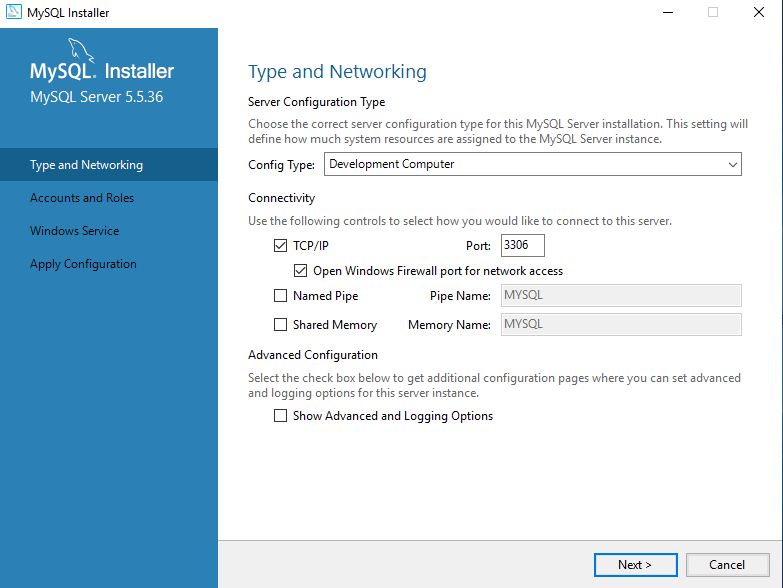 MySQL Installer
MySQL. Installer
MySQL Server 5.5.36
Type and Networking
Accounts and Roles
Windows Service
Apply Configuration
Type and Networking
Server Configuration Type
Choose the correct server configuration type for this MySQL Server installation. This setting will
define how much system resources are assigned to the MySQL Server instance.
Config Type: Development Computer
Connectivity
Use the following controls to select how you would like to connect to this server.
TCP/IP Port: 3306
Open Windows Firewall port for network access
Named Pipe Pipe Name: MYSQL
Shared Memory Memory Name: MYSQL
Advanced Configuration
Select the check box below to get additional configuration pages where you can set advanced
and logging options for this server instance.
Show Advanced and Logging Options
Next > Cancel